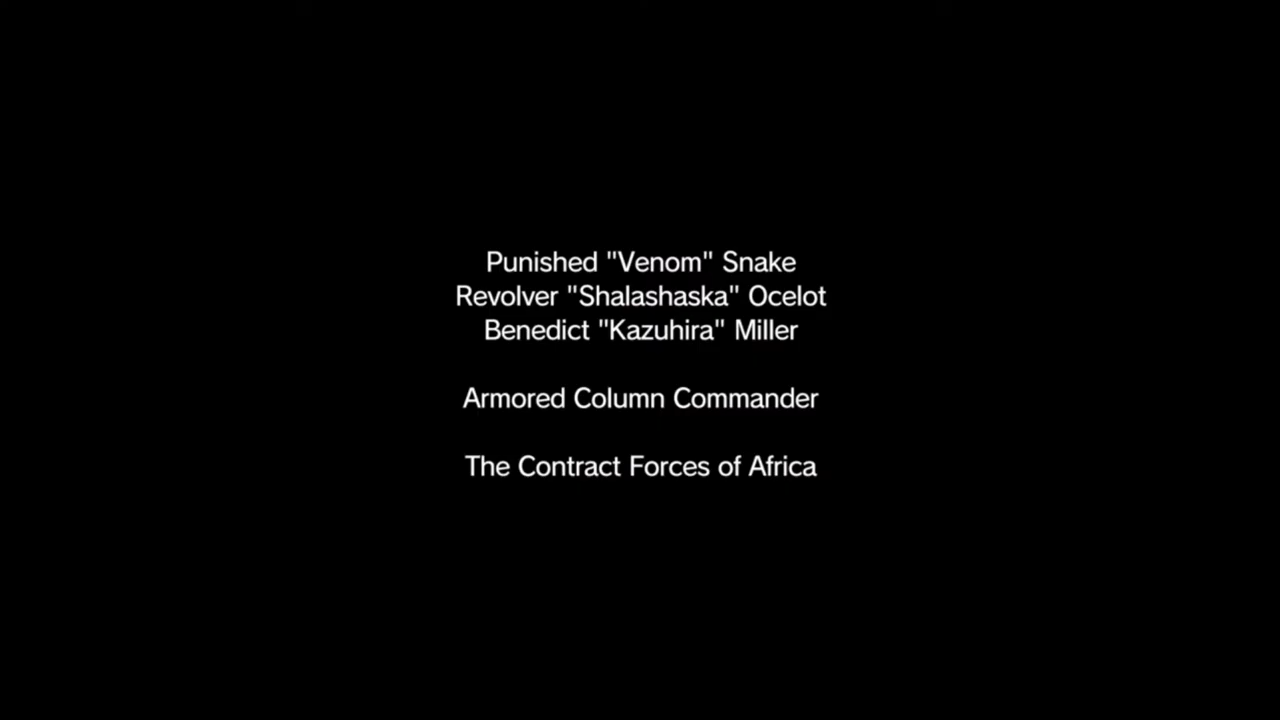 Punished "Venom" Snake
Revolver "Shalashaska" Ocelot
Benedict "Kazuhira" Miller
Armored Column Commander
The Contract Forces of Africa